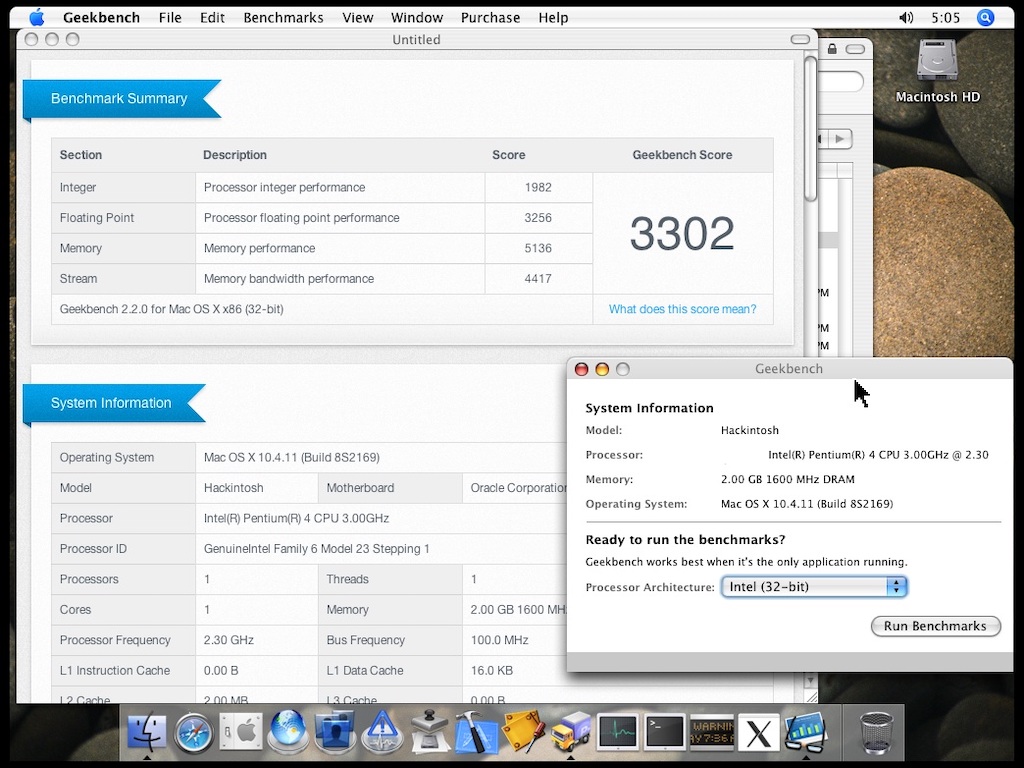 Geekbench File Edit Benchmarks View Window Purchase Help 5:05
Untitled
Macintosh HD
Benchmark Summary
Section Description Score Geekbench Score
Integer Processor integer performance 1982
Floating Point Processor floating point performance 3256
3302
Memory Memory performance 5136
Stream Memory bandwidth performance 4417
Geekbench 2.2.0 for Mac OS X x86 (32-bit) What does this score mean?
PM
PM
PM
System Information
Operating System Mac OS X 10.4.11 (Build 8S2169)
Model Hackintosh Motherboard Oracle Corporation
Processor Intel(R) Pentium(R) 4 CPU 3.00GHz
Processor ID GenuineIntel Family 6 Model 23 Stepping 1
Processors 1 Threads 1
Cores 1 Memory 2.00 GB 1600 MH
Processor Frequency 2.30 GHz Bus Frequency 100.0 MHz
L1 Instruction Cache 0.00 B L1 Data Cache 16.0 KB
L2 Cache 2.00 MB L3 Cache 0.00 B
Geekbench
System Information
Model: Hackintosh
Processor: Intel(R) Pentium(R) 4 CPU 3.00GHz @ 2.30
Memory: 2.00 GB 1600 MHz DRAM
Operating System: Mac OS X 10.4.11 (Build 8S2169)
Ready to run the benchmarks?
Geekbench works best when it's the only application running.
Processor Architecture: Intel (32-bit)
Run Benchmarks
WARNIN
AY 7:36
X